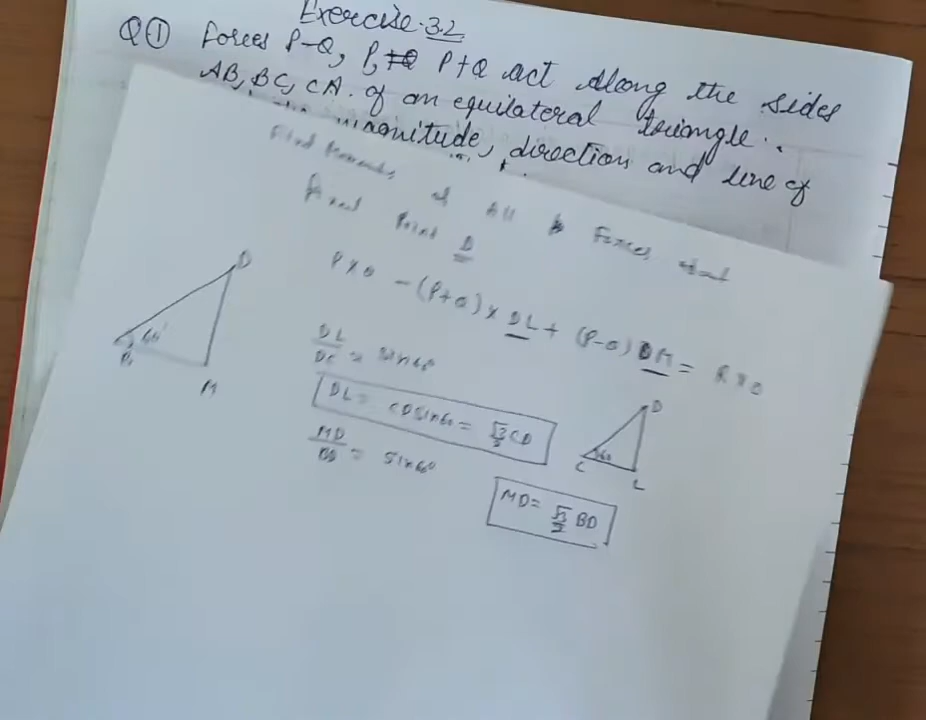 Exercise.3.2
Q① Forces P-Q, P, P+Q act along the sides
AB, BC, CA. of an equilateral triangle.
magnitude, direction and line of
Find Moments of All Forces that
fixed Point D
P×0 -(P+Q)× DL + (P-Q) DM = R×0
DL/DC = sin60°
DL = CDsin60 = √3/2 CD
MD/BD = sin60°
MD= √3/2 BD
D
60°
B
M
D
C
60
L